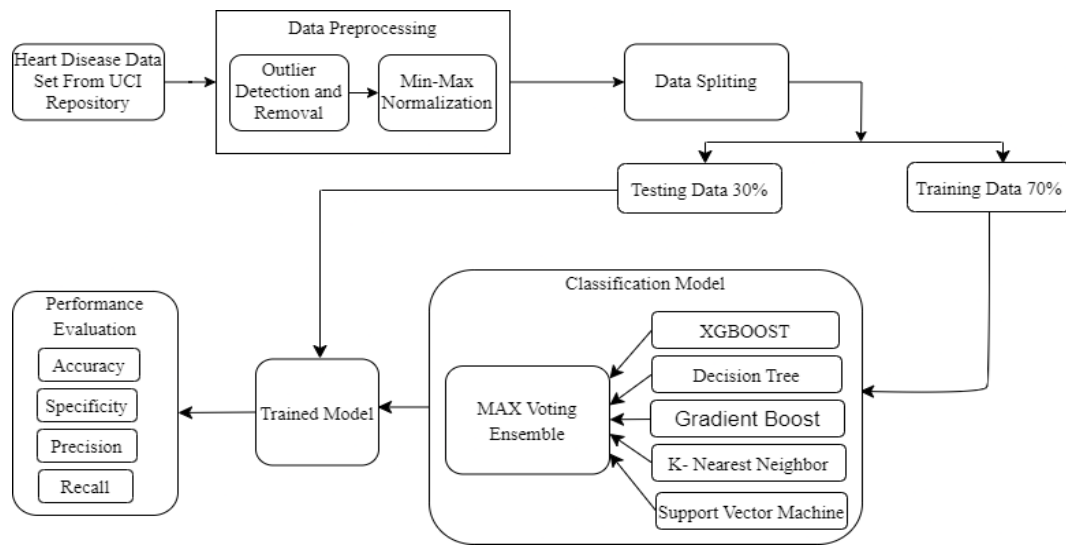 Data Preprocessing
Heart Disease Data
Set From UCI
Repository
Outlier
Detection and
Removal
Min-Max
Normalization
Data Spliting
Testing Data 30%
Training Data 70%
Classification Model
XGBOOST
Decision Tree
Gradient Boost
K- Nearest Neighbor
Support Vector Machine
MAX Voting
Ensemble
Trained Model
Performance
Evaluation
Accuracy
Specificity
Precision
Recall